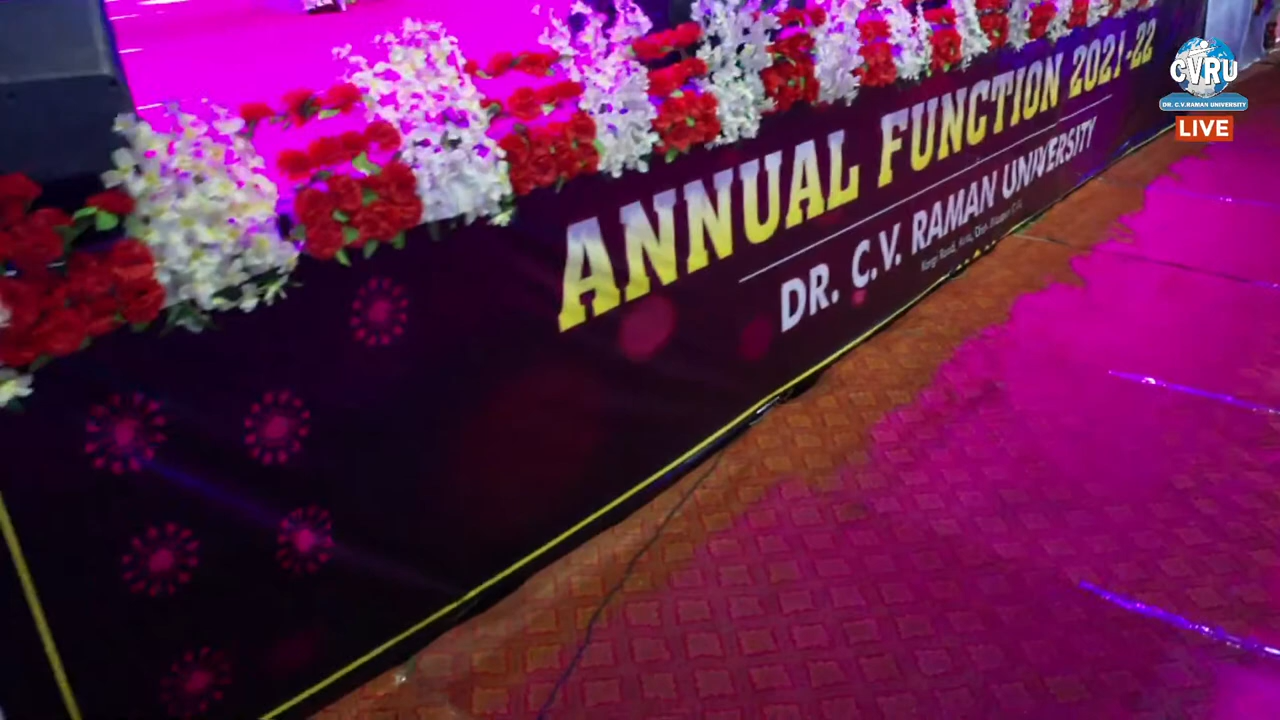 ANNUAL FUNCTION 2021-22
DR. C.V. RAMAN UNIVERSITY
CVRU
DR. C.V.RAMAN UNIVERSITY
LIVE